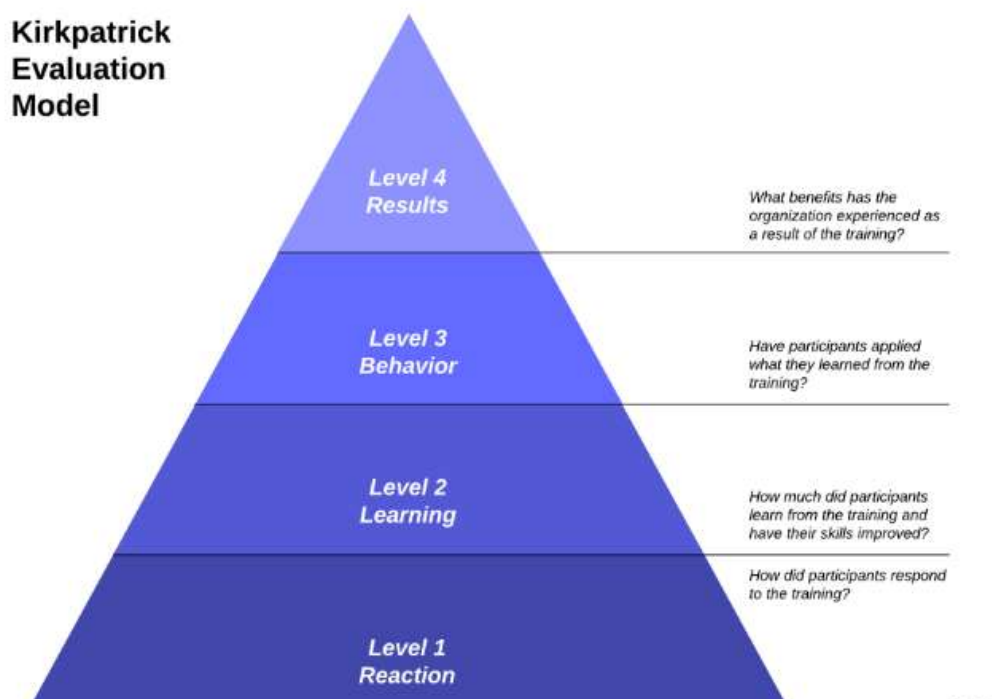 Kirkpatrick
Evaluation
Model
Level 4
Results
What benefits has the
organization experienced as
a result of the training?
Level 3
Behavior
Have participants applied
what they learned from the
training?
Level 2
Learning
How much did participants
learn from the training and
have their skills improved?
How did participants respond
to the training?
Level 1
Reaction